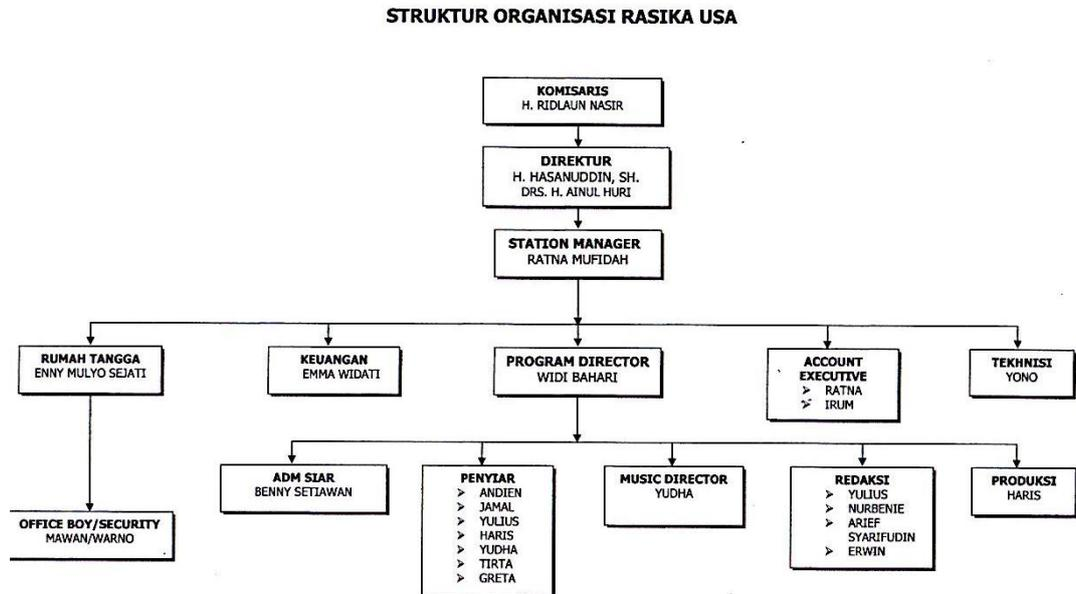 STRUKTUR ORGANISASI RASIKA USA
KOMISARIS
H. RIDLAUN NASIR
DIREKTUR
H. HASANUDDIN, SH.
DRS. H. AINUL HURI
STATION MANAGER
RATNA MUFIDAH
RUMAH TANGGA
ENNY MULYO SEJATI
KEUANGAN
EMMA WIDATI
PROGRAM DIRECTOR
WIDI BAHARI
ACCOUNT
EXECUTIVE
➢ RATNA
➢ IRUM
TEKHNISI
YONO
OFFICE BOY/SECURITY
MAWAN/WARNO
ADM SIAR
BENNY SETIAWAN
PENYIAR
➢ ANDIEN
➢ JAMAL
➢ YULIUS
➢ HARIS
➢ YUDHA
➢ TIRTA
➢ GRETA
MUSIC DIRECTOR
YUDHA
REDAKSI
➢ YULIUS
➢ NURBENIE
➢ ARIEF
SYARIFUDIN
➢ ERWIN
PRODUKSI
HARIS